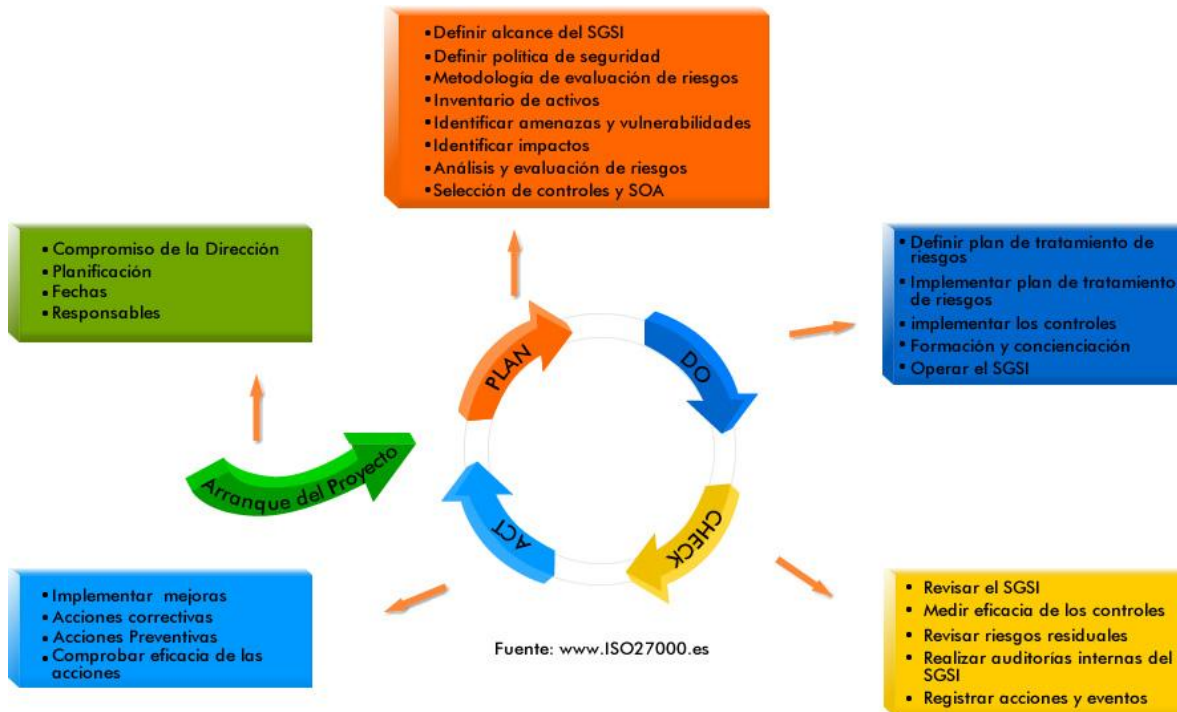 •Definir alcance del SGSI
•Definir política de seguridad
•Metodología de evaluación de riesgos
•Inventario de activos
•Identificar amenazas y vulnerabilidades
•Identificar impactos
•Análisis y evaluación de riesgos
•Selección de controles y SOA
•Compromiso de la Dirección
•Planificación
•Fechas
•Responsables
•Definir plan de tratamiento de
riesgos
•Implementar plan de tratamiento
de riesgos
•implementar los controles
•Formación y concienciación
•Operar el SGSI
PLAN
DO
Arranque del Proyecto
ACT
CHECK
•Implementar mejoras
•Acciones correctivas
•Acciones Preventivas
•Comprobar eficacia de las
acciones
Fuente: www.ISO27000.es
• Revisar el SGSI
• Medir eficacia de los controles
• Revisar riesgos residuales
• Realizar auditorías internas del
SGSI
• Registrar acciones y eventos